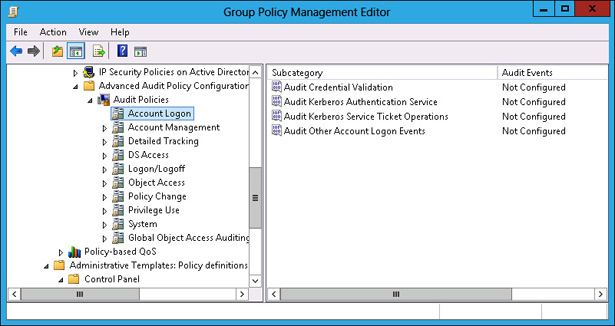 Group Policy Management Editor
File Action View Help
IP Security Policies on Active Director
Advanced Audit Policy Configuration
Audit Policies
Account Logon
Account Management
Detailed Tracking
DS Access
Logon/Logoff
Object Access
Policy Change
Privilege Use
System
Global Object Access Auditing
Policy-based QoS
Administrative Templates: Policy definitions
Control Panel
Subcategory Audit Events
Audit Credential Validation Not Configured
Audit Kerberos Authentication Service Not Configured
Audit Kerberos Service Ticket Operations Not Configured
Audit Other Account Logon Events Not Configured